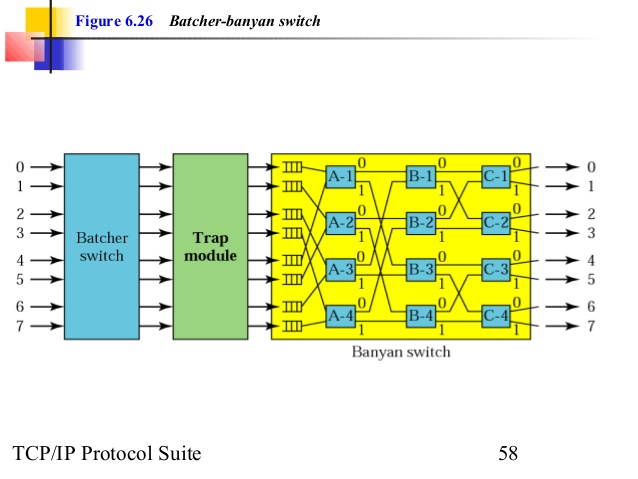 Figure 6.26 Batcher-banyan switch
0 A-1 0 B-1 0 C-1 0 0
1 1 1 1 1
2 A-2 0 B-2 0 C-2 0 2
3 Batcher switch Trap module 1 1 1 3
4 A-3 0 B-3 0 C-3 0 4
5 1 1 1 5
6 A-4 0 B-4 0 C-4 0 6
7 1 1 1 7
Banyan switch
TCP/IP Protocol Suite 58